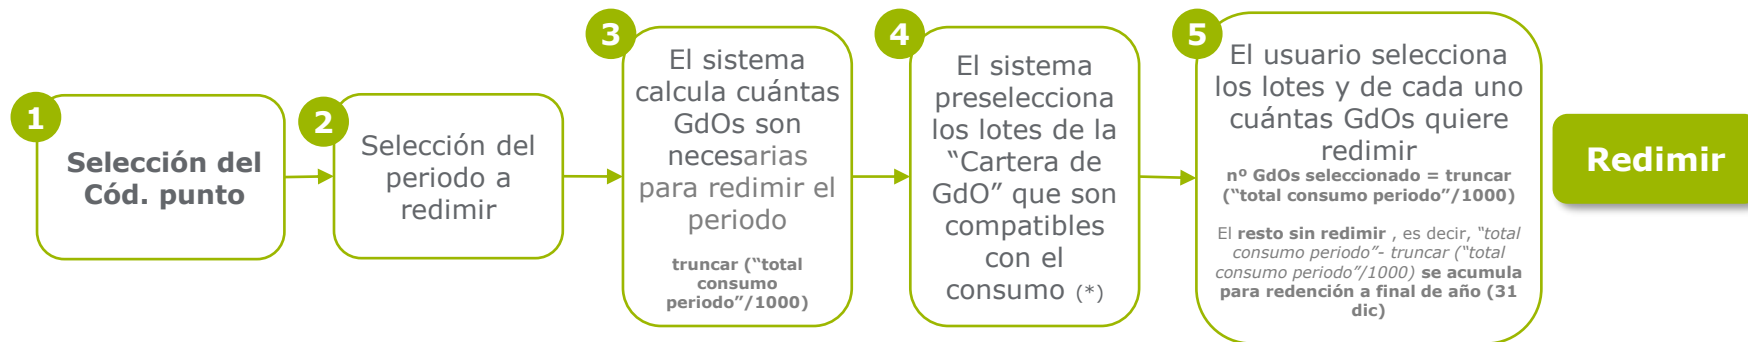 1
Selección del
Cód. punto
2
Selección del
periodo a
redimir
3
El sistema
calcula cuántas
GdOs son
necesarias
para redimir el
periodo
truncar (“total
consumo
periodo”/1000)
4
El sistema
preselecciona
los lotes de la
“Cartera de
GdO” que son
compatibles
con el
consumo (*)
5
El usuario selecciona
los lotes y de cada uno
cuántas GdOs quiere
redimir
nº GdOs seleccionado = truncar
(“total consumo periodo”/1000)
El resto sin redimir , es decir, “total
consumo periodo”- truncar (“total
consumo periodo”/1000) se acumula
para redención a final de año (31
dic)
Redimir